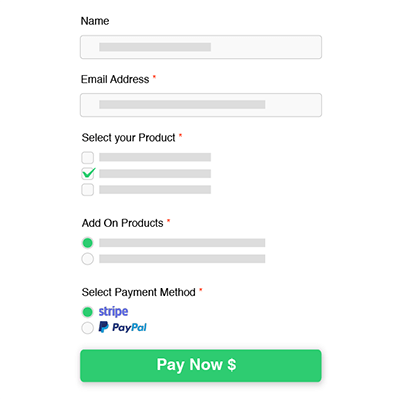 Name
Email Address *
Select your Product *
Add On Products *
Select Payment Method *
stripe
PayPal
Pay Now $